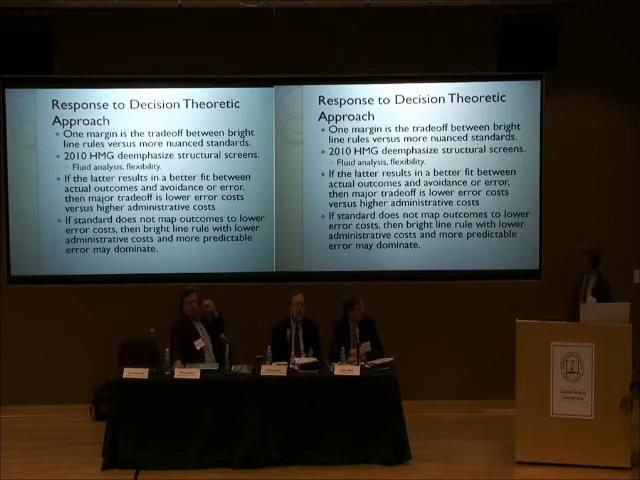 Response to Decision Theoretic
Approach
One margin is the tradeoff between bright
line rules versus more nuanced standards.
2010 HMG deemphasize structural screens.
Fluid analysis, flexibility.
If the latter results in a better fit between
actual outcomes and avoidance or error,
then major tradeoff is lower error costs
versus higher administrative costs
If standard does not map outcomes to lower
error costs, then bright line rule with lower
administrative costs and more predictable
error may dominate.
Response to Decision Theoretic
Approach
One margin is the tradeoff between bright
line rules versus more nuanced standards.
2010 HMG deemphasize structural screens.
Fluid analysis, flexibility.
If the latter results in a better fit between
actual outcomes and avoidance or error,
then major tradeoff is lower error costs
versus higher administrative costs
If standard does not map outcomes to lower
error costs, then bright line rule with lower
administrative costs and more predictable
error may dominate.